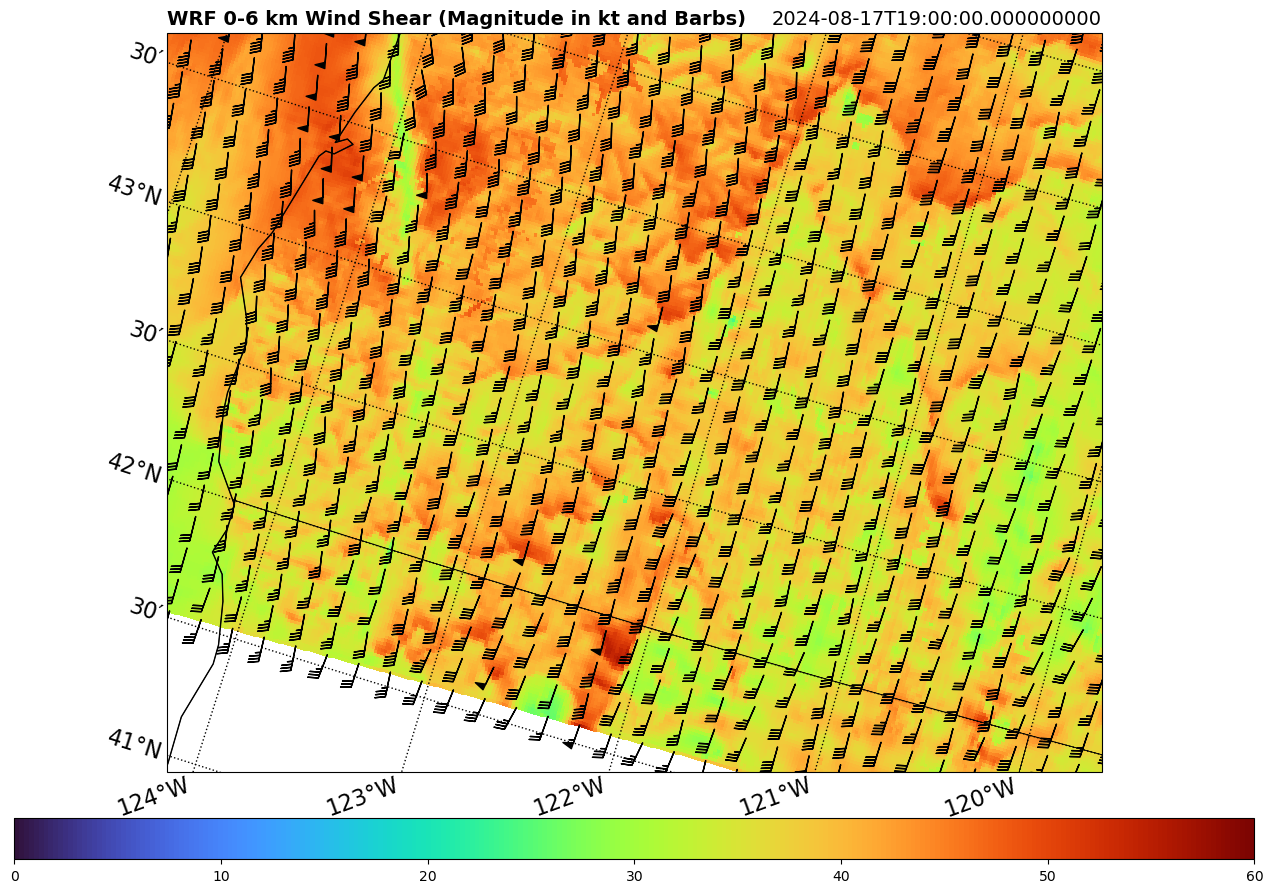 WRF 0-6 km Wind Shear (Magnitude in kt and Barbs) 2024-08-17T19:00:00.000000000
30′
43°N
30′
42°N
30′
41°N
124°W 123°W 122°W 121°W 120°W
0 10 20 30 40 50 60